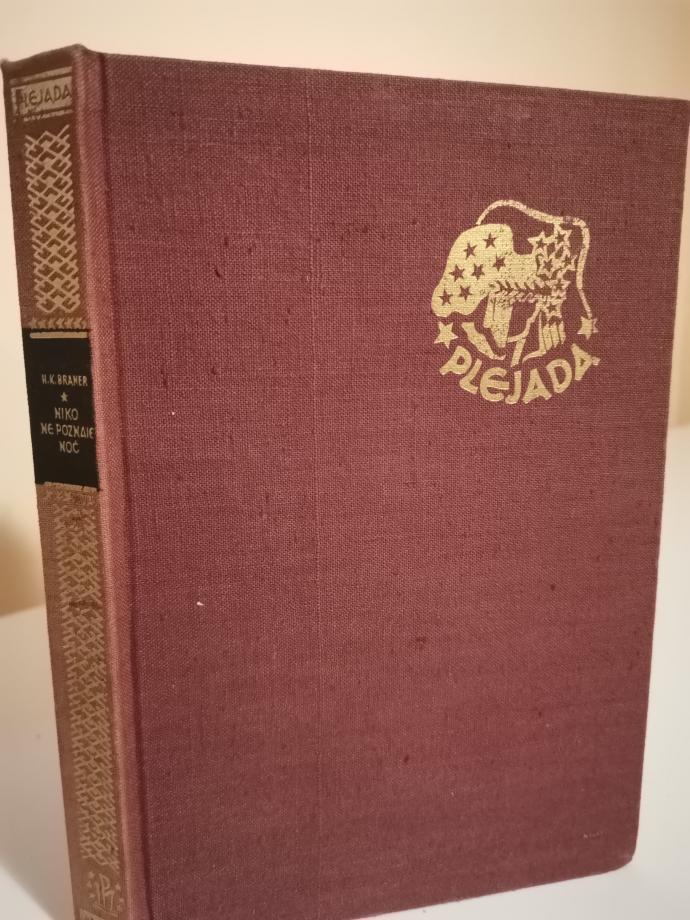 PLEJADA
H.K. BRANER
NIKO
NE POZNAJE
NOĆ
PLEJADA